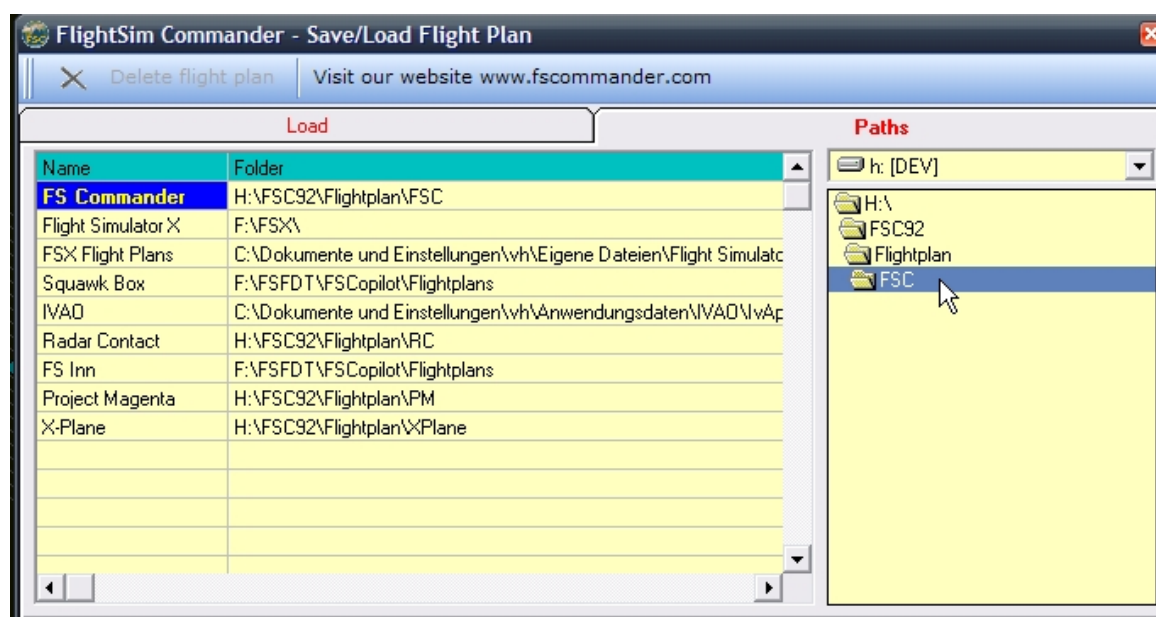 FlightSim Commander - Save/Load Flight Plan
Delete flight plan Visit our website www.fscommander.com
Load Paths
Name Folder
FS Commander H:\FSC92\Flightplan\FSC
Flight Simulator X F:\FSX\
FSX Flight Plans C:\Dokumente und Einstellungen\vh\Eigene Dateien\Flight Simulatc
Squawk Box F:\FSFDT\FSCopilot\Flightplans
IVAO C:\Dokumente und Einstellungen\vh\Anwendungsdaten\IVAO\IvAp
Radar Contact H:\FSC92\Flightplan\RC
FS Inn F:\FSFDT\FSCopilot\Flightplans
Project Magenta H:\FSC92\Flightplan\PM
X-Plane H:\FSC92\Flightplan\XPlane
h: [DEV]
H:\
FSC92
Flightplan
FSC